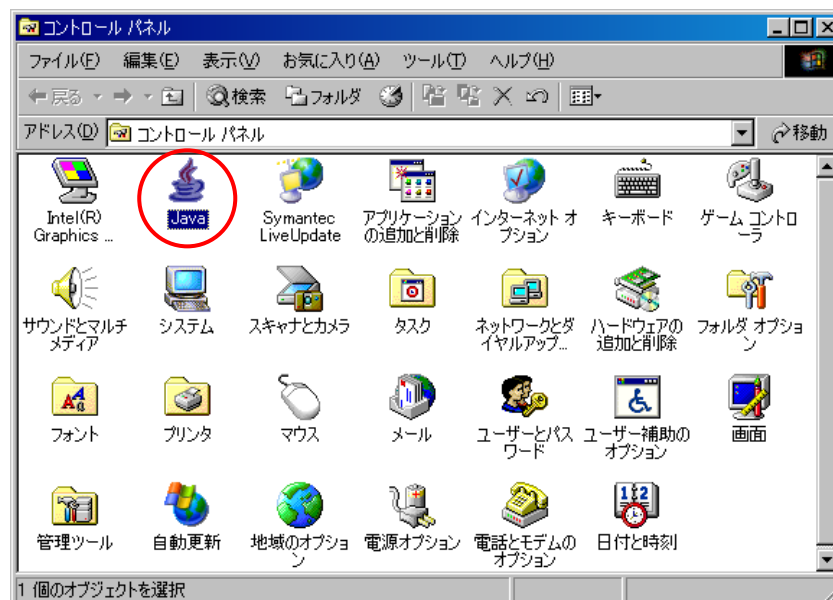 コントロール パネル
ファイル(F) 編集(E) 表示(V) お気に入り(A) ツール(T) ヘルプ(H)
戻る 検索 フォルダ
アドレス(D) コントロール パネル 移動
Intel(R)
Graphics ...
Java
Symantec
LiveUpdate
アプリケーション
の追加と削除
インターネット オ
プション
キーボード
ゲーム コントロ
ーラ
サウンドとマルチ
メディア
システム
スキャナとカメラ
タスク
ネットワークとダ
イヤルアップ...
ハードウェアの
追加と削除
フォルダ オプショ
ン
フォント
プリンタ
マウス
メール
ユーザーとパス
ワード
ユーザー補助の
オプション
画面
管理ツール
自動更新
地域のオプショ
ン
電源オプション
電話とモデムの
オプション
日付と時刻
1 個のオブジェクトを選択